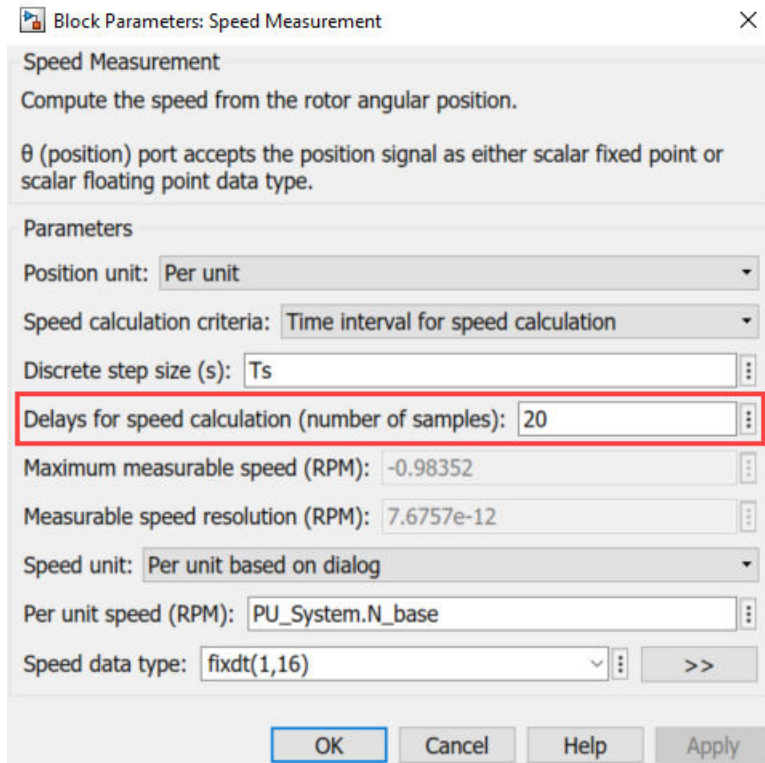 Block Parameters: Speed Measurement
Speed Measurement
Compute the speed from the rotor angular position.
θ (position) port accepts the position signal as either scalar fixed point or
scalar floating point data type.
Parameters
Position unit: Per unit
Speed calculation criteria: Time interval for speed calculation
Discrete step size (s): Ts
Delays for speed calculation (number of samples): 20
Maximum measurable speed (RPM): -0.98352
Measurable speed resolution (RPM): 7.6757e-12
Speed unit: Per unit based on dialog
Per unit speed (RPM): PU_System.N_base
Speed data type: fixdt(1,16) >>
OK Cancel Help Apply